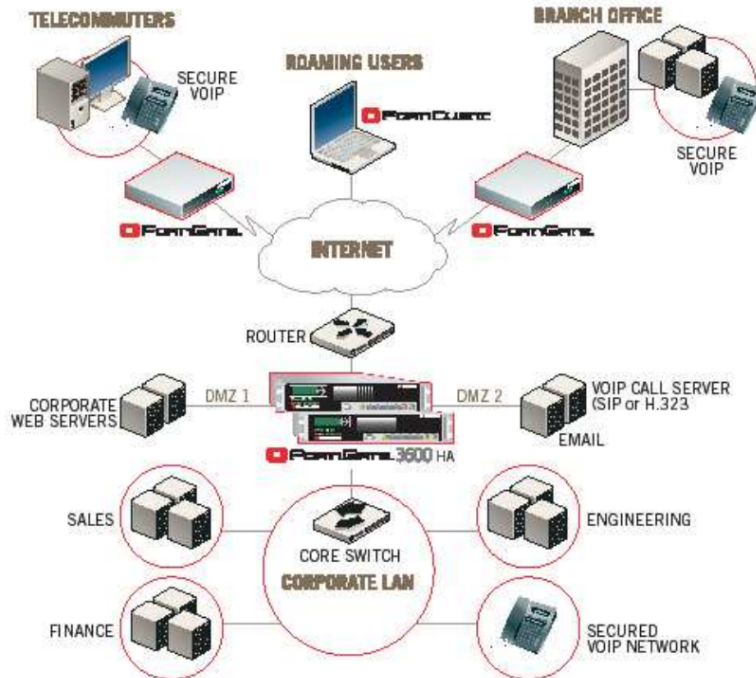 TELECOMMUTERS
BRANCH OFFICE
SECURE
VOIP
ROAMING USERS
FORTICLIENT
SECURE
VOIP
FORTIGATE
FORTIGATE
INTERNET
ROUTER
DMZ 1
DMZ 2
CORPORATE
WEB SERVERS
VOIP CALL SERVER
(SIP or H.323
EMAIL
FORTIGATE 3600 HA
SALES
ENGINEERING
CORE SWITCH
CORPORATE LAN
FINANCE
SECURED
VOIP NETWORK